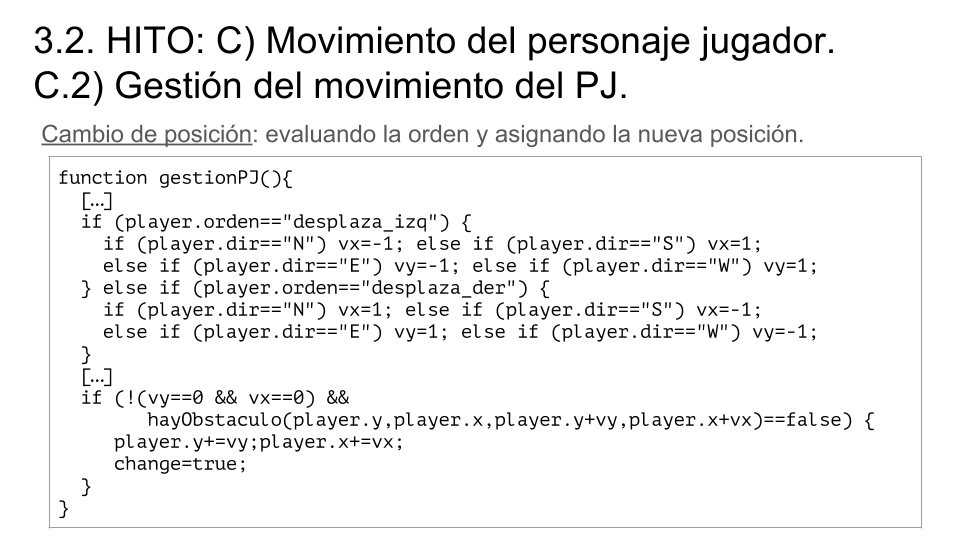 3.2. HITO: C) Movimiento del personaje jugador.
C.2) Gestión del movimiento del PJ.
Cambio de posición: evaluando la orden y asignando la nueva posición.
function gestionPJ(){
[…]
if (player.orden=="desplaza_izq") {
if (player.dir=="N") vx=-1; else if (player.dir=="S") vx=1;
else if (player.dir=="E") vy=-1; else if (player.dir=="W") vy=1;
} else if (player.orden=="desplaza_der") {
if (player.dir=="N") vx=1; else if (player.dir=="S") vx=-1;
else if (player.dir=="E") vy=1; else if (player.dir=="W") vy=-1;
}
[…]
if (!(vy==0 && vx==0) &&
hayObstaculo(player.y,player.x,player.y+vy,player.x+vx)==false) {
player.y+=vy;player.x+=vx;
change=true;
}
}